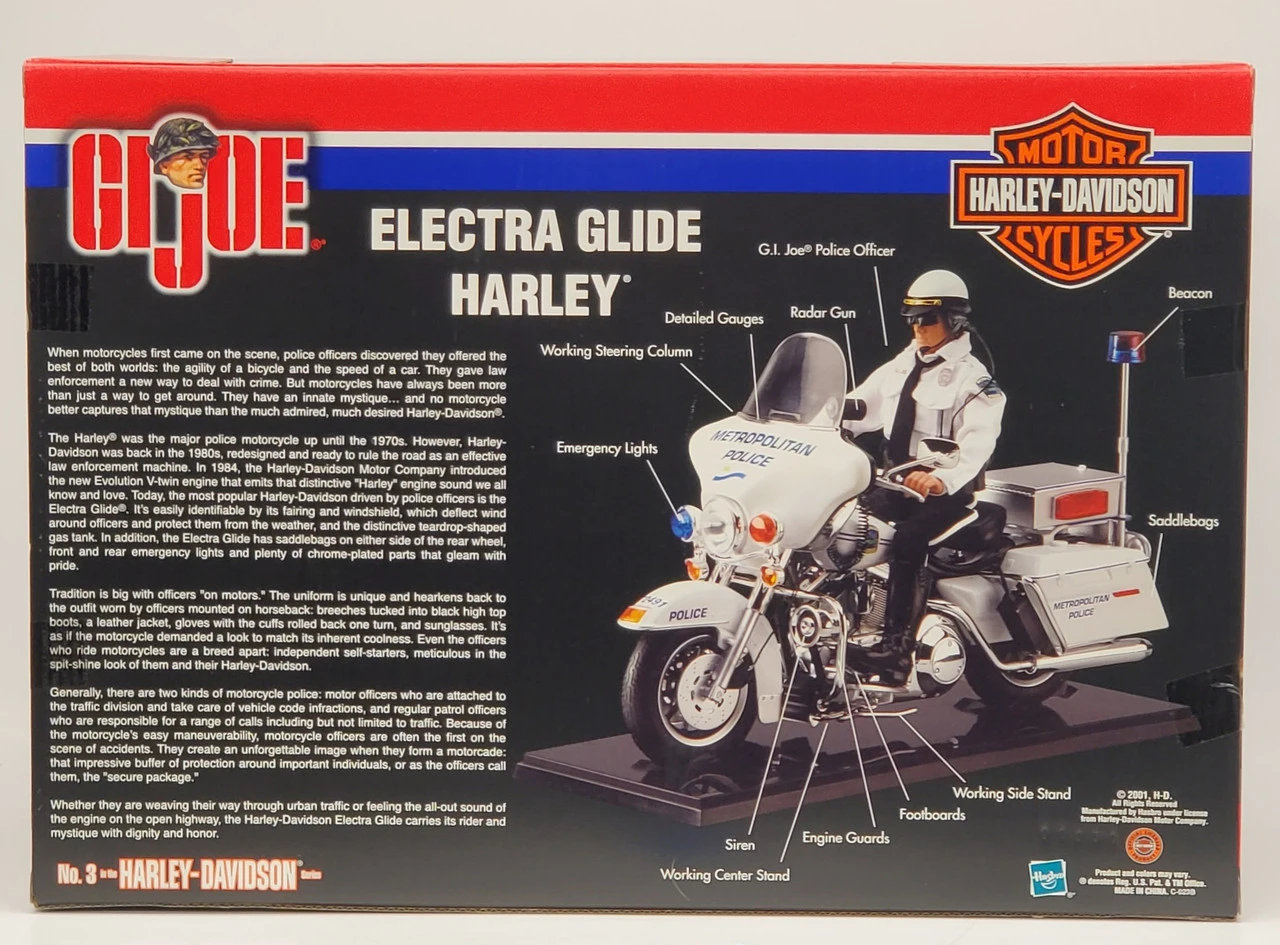 GI JOE ®
MOTOR
HARLEY-DAVIDSON
CYCLES ®
ELECTRA GLIDE
HARLEY®
G.I. Joe® Police Officer
Beacon
Detailed Gauges
Radar Gun
Working Steering Column
Emergency Lights
Saddlebags
METROPOLITAN
POLICE
2491
POLICE
METROPOLITAN
POLICE
When motorcycles first came on the scene, police officers discovered they offered the
best of both worlds: the agility of a bicycle and the speed of a car. They gave law
enforcement a new way to deal with crime. But motorcycles have always been more
than just a way to get around. They have an innate mystique... and no motorcycle
better captures that mystique than the much admired, much desired Harley-Davidson®.
The Harley® was the major police motorcycle up until the 1970s. However, Harley-
Davidson was back in the 1980s, redesigned and ready to rule the road as an effective
law enforcement machine. In 1984, the Harley-Davidson Motor Company introduced
the new Evolution V-twin engine that emits that distinctive "Harley" engine sound we all
know and love. Today, the most popular Harley-Davidson driven by police officers is the
Electra Glide®. It's easily identifiable by its fairing and windshield, which deflect wind
around officers and protect them from the weather, and the distinctive teardrop-shaped
gas tank. In addition, the Electra Glide has saddlebags on either side of the rear wheel,
front and rear emergency lights and plenty of chrome-plated parts that gleam with
pride.
Tradition is big with officers "on motors." The uniform is unique and hearkens back to
the outfit worn by officers mounted on horseback: breeches tucked into black high top
boots, a leather jacket, gloves with the cuffs rolled back one turn, and sunglasses. It's
as if the motorcycle demanded a look to match its inherent coolness. Even the officers
who ride motorcycles are a breed apart: independent self-starters, meticulous in the
spit-shine look of them and their Harley-Davidson.
Generally, there are two kinds of motorcycle police: motor officers who are attached to
the traffic division and take care of vehicle code infractions, and regular patrol officers
who are responsible for a range of calls including but not limited to traffic. Because of
the motorcycle's easy maneuverability, motorcycle officers are often the first on the
scene of accidents. They create an unforgettable image when they form a motorcade:
that impressive buffer of protection around important individuals, or as the officers call
them, the "secure package."
Whether they are weaving their way through urban traffic or feeling the all-out sound of
the engine on the open highway, the Harley-Davidson Electra Glide carries its rider and
mystique with dignity and honor.
No. 3 in the HARLEY-DAVIDSON® Series
Siren
Working Center Stand
Engine Guards
Footboards
Working Side Stand
© 2001, H-D.
All Rights Reserved
Manufactured by Hasbro under license
from Harley-Davidson Motor Company.
Hasbro
Product and colors may vary.
® denotes Reg. U.S. Pat. & TM Office.
MADE IN CHINA.